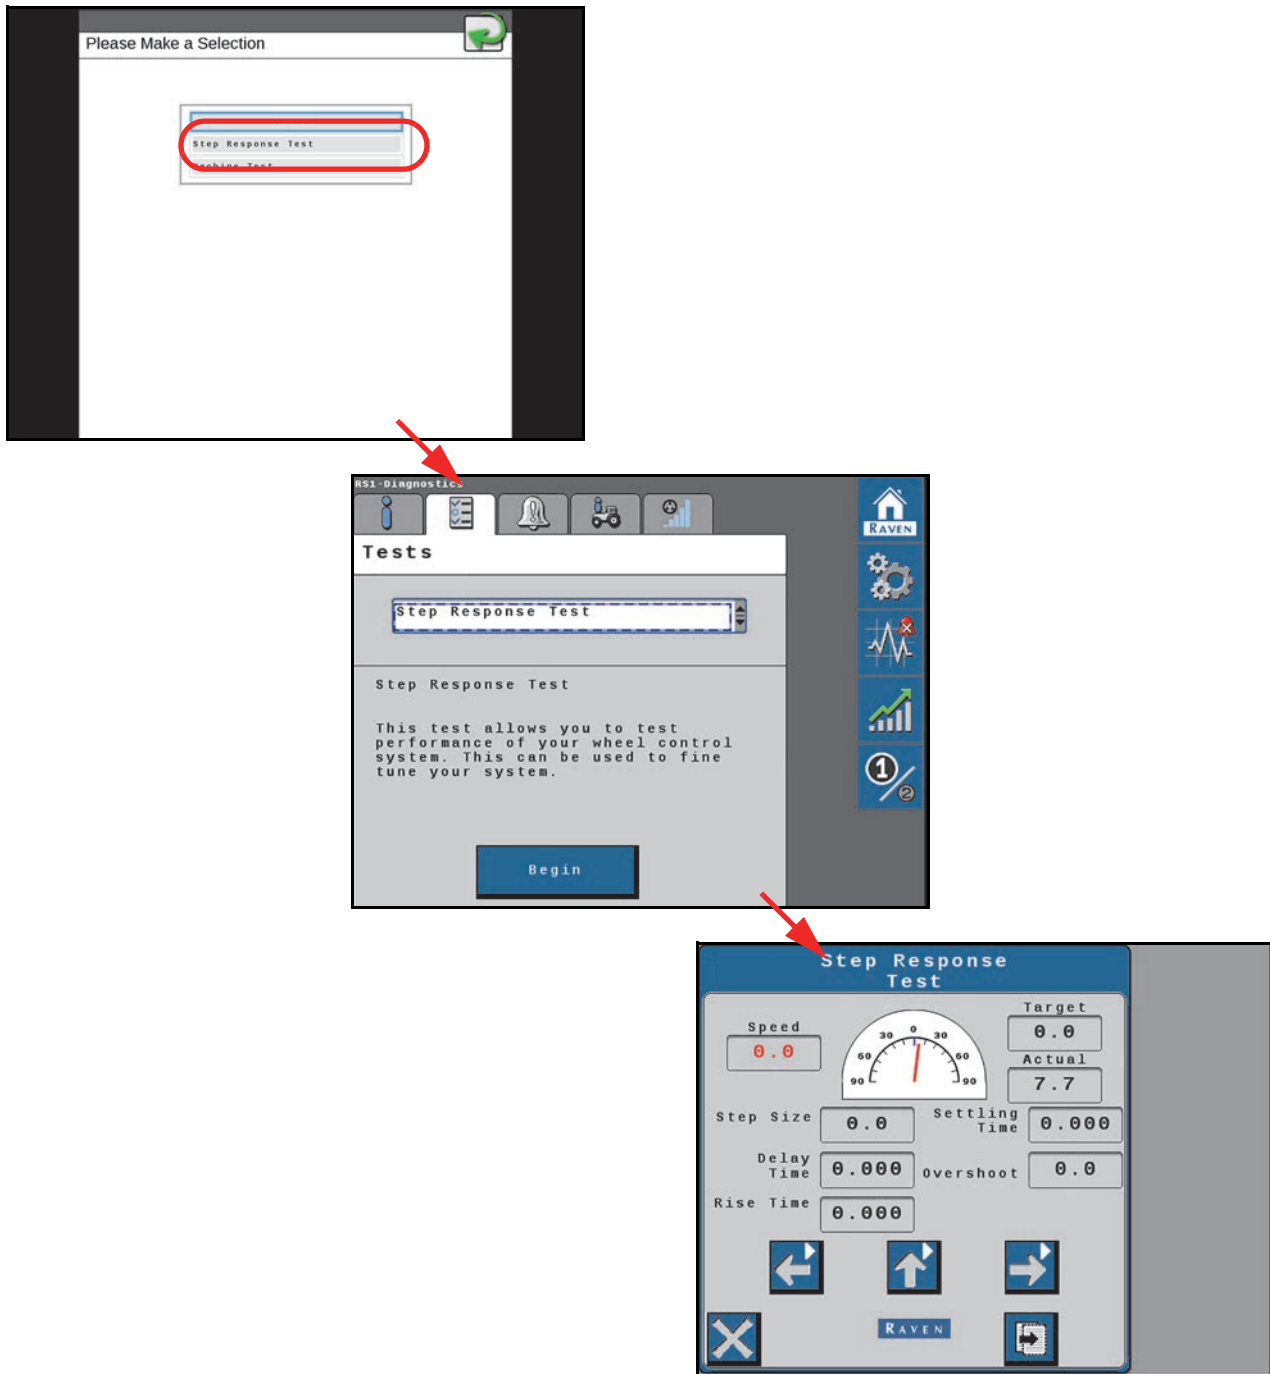 Please Make a Selection
Step Response Test
Machine Test
RS1-Diagnostics
RAVEN
Tests
Step Response Test
Step Response Test
This test allows you to test
performance of your wheel control
system. This can be used to fine
tune your system.
1/2
Begin
Step Response
Test
Speed
0.0
90 60 30 0 30 60 90
Target
0.0
Actual
7.7
Step Size 0.0
Settling
Time 0.000
Delay
Time 0.000
Overshoot 0.0
Rise Time 0.000
RAVEN